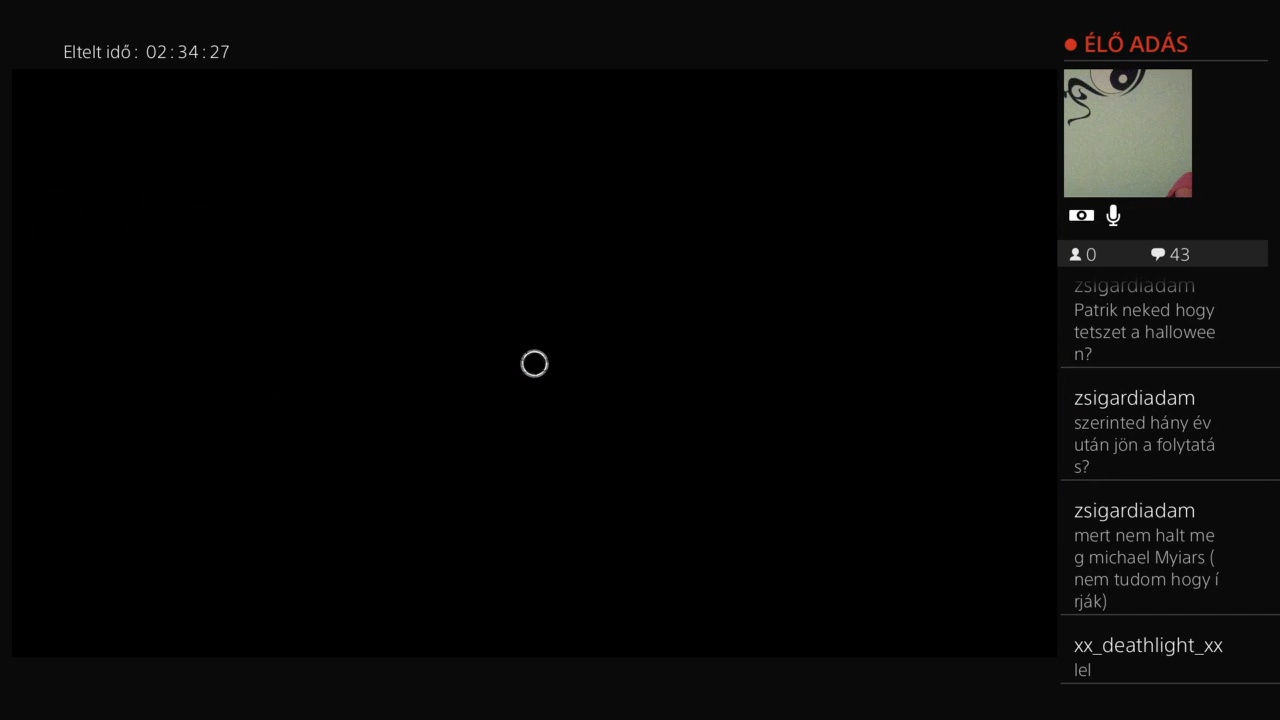 Eltelt idő : 02 : 34 : 27
ÉLŐ ADÁS
0 43
zsigardiadam
Patrik neked hogy
tetszet a hallowee
n?
zsigardiadam
szerinted hány év
után jön a folytatá
s?
zsigardiadam
mert nem halt me
g michael Myiars (
nem tudom hogy í
rják)
xx_deathlight_xx
lel